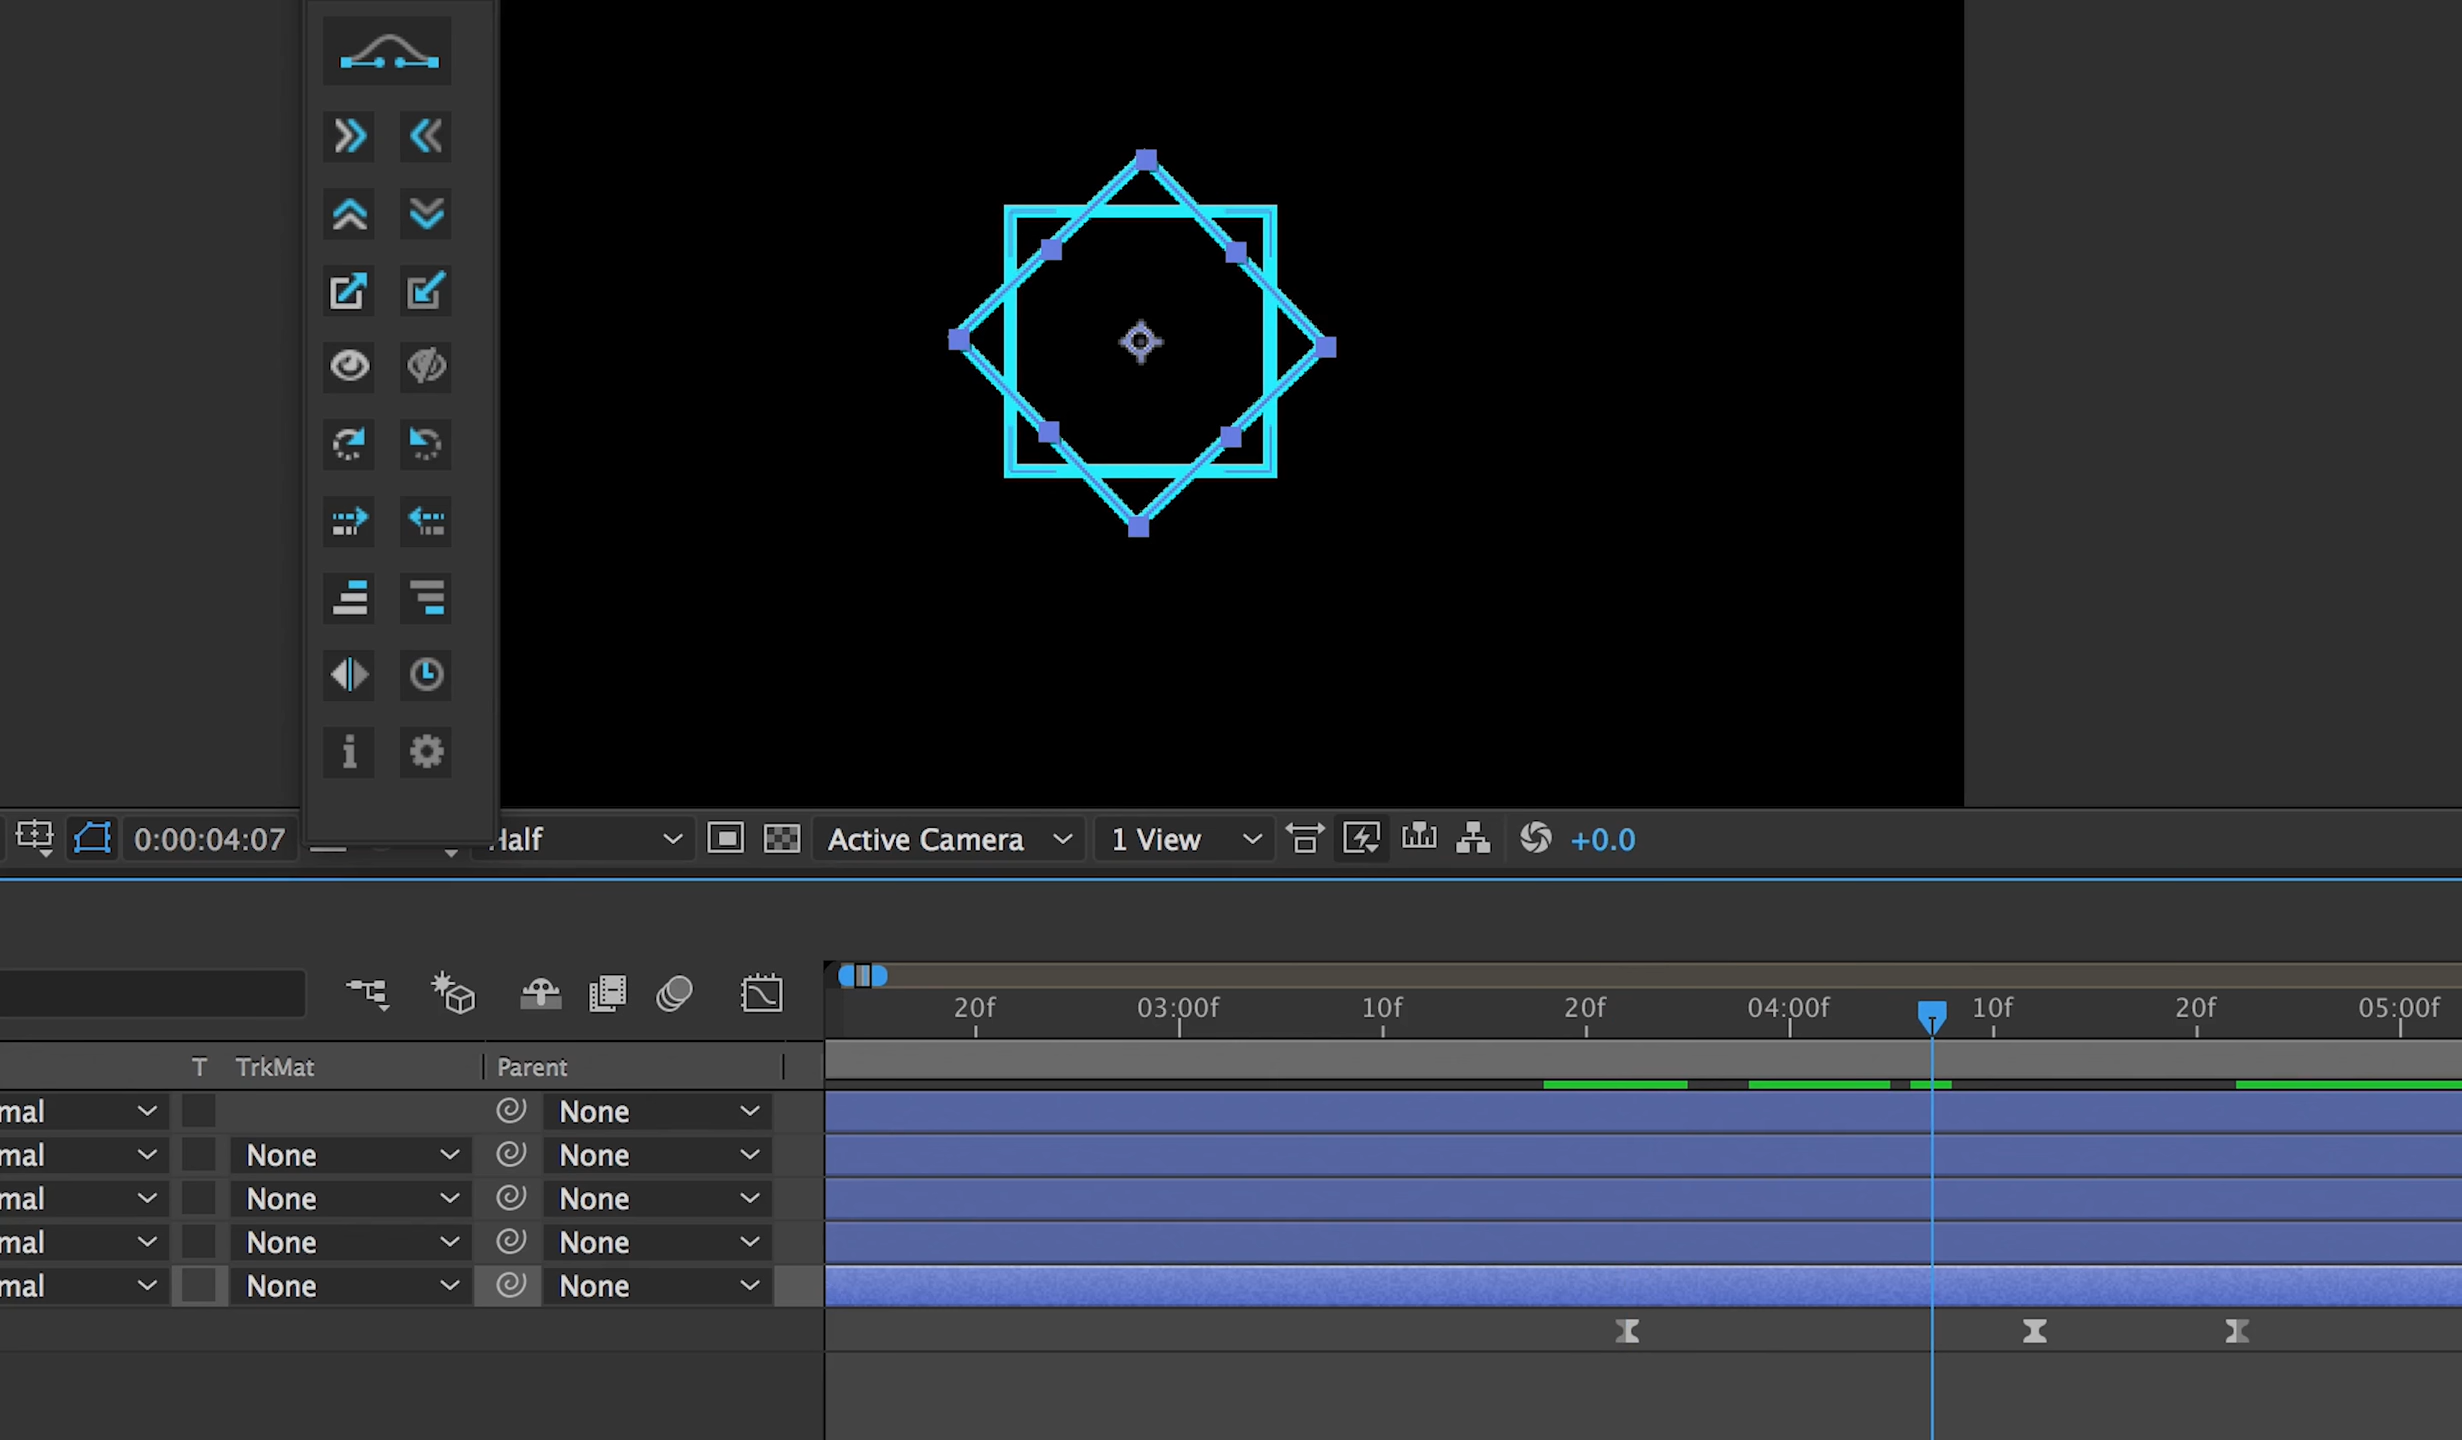 0:00:04:07 Half Active Camera 1 View +0.0
20f 03:00f 10f 20f 04:00f 10f 20f 05:00f
T TrkMat Parent
mal None
mal None None
mal None None
mal None None
mal None None